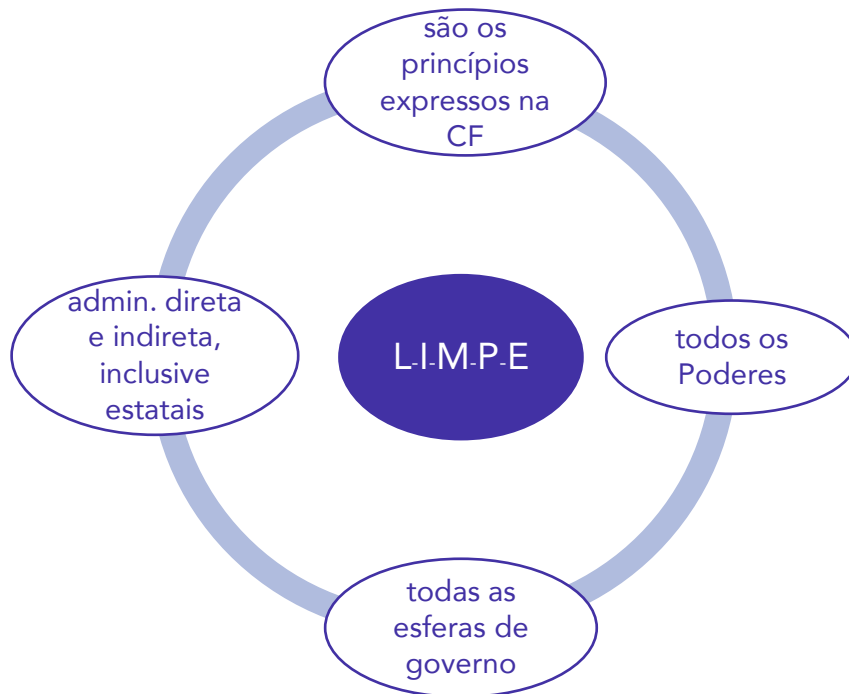 são os
princípios
expressos na
CF
admin. direta
e indireta,
inclusive
estatais
L-I-M-P-E
todos os
Poderes
todas as
esferas de
governo